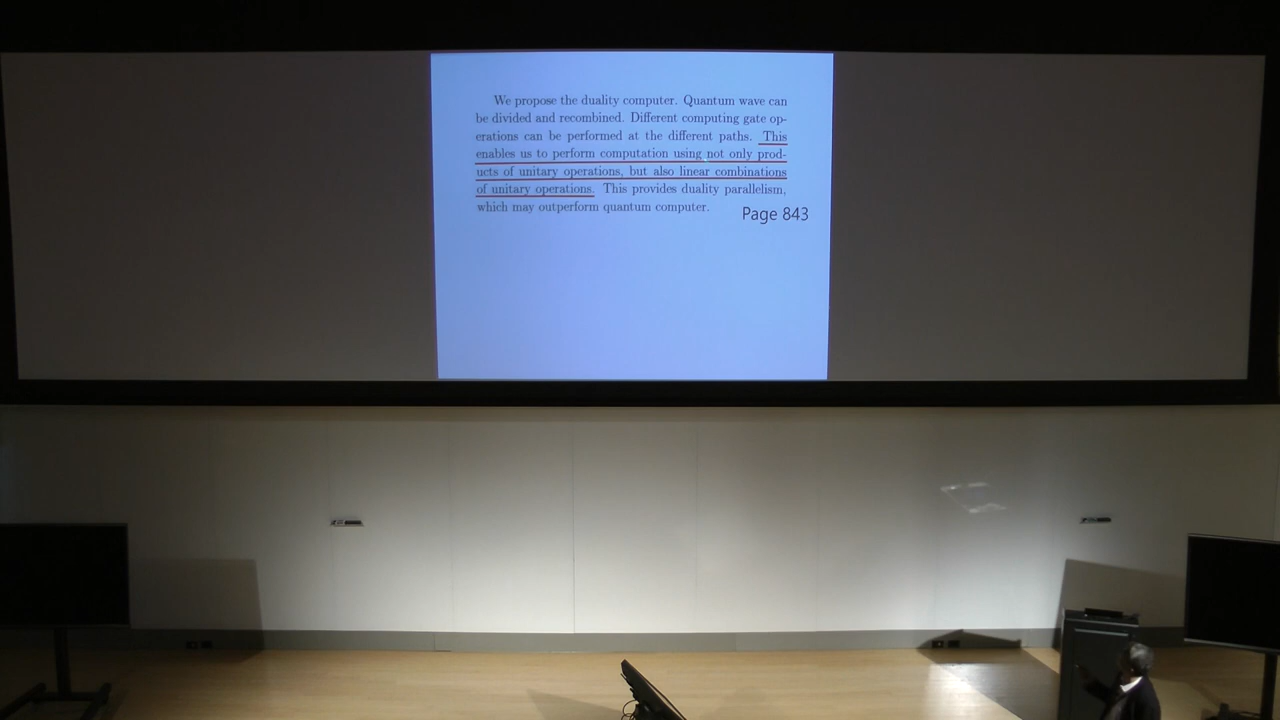 We propose the duality computer. Quantum wave can
be divided and recombined. Different computing gate op-
erations can be performed at the different paths. This
enables us to perform computation using not only prod-
ucts of unitary operations, but also linear combinations
of unitary operations. This provides duality parallelism,
which may outperform quantum computer.
Page 843